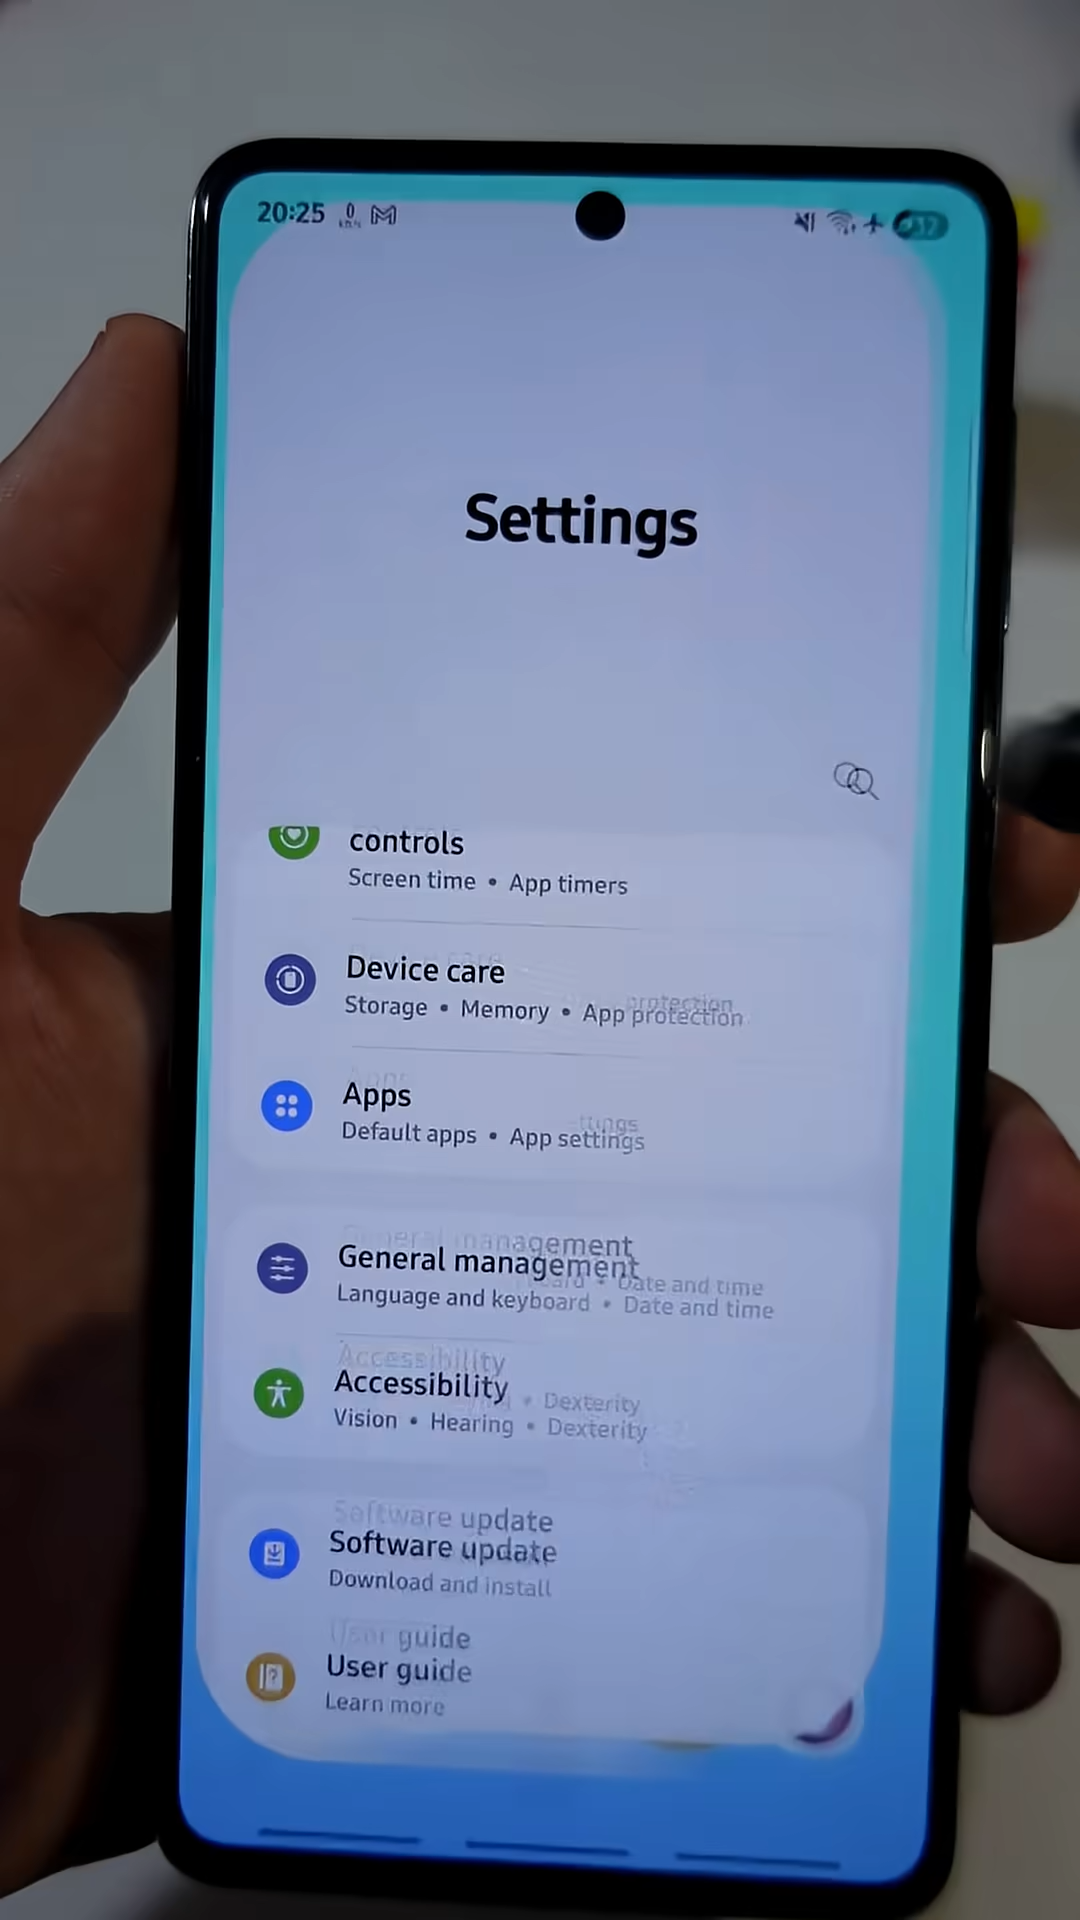 20:25
Settings
controls
Screen time • App timers
Device care
Storage • Memory • App protection
Apps
Default apps • App settings
General management
Language and keyboard • Date and time
Accessibility
Vision • Hearing • Dexterity
Software update
Download and install
User guide
Learn more